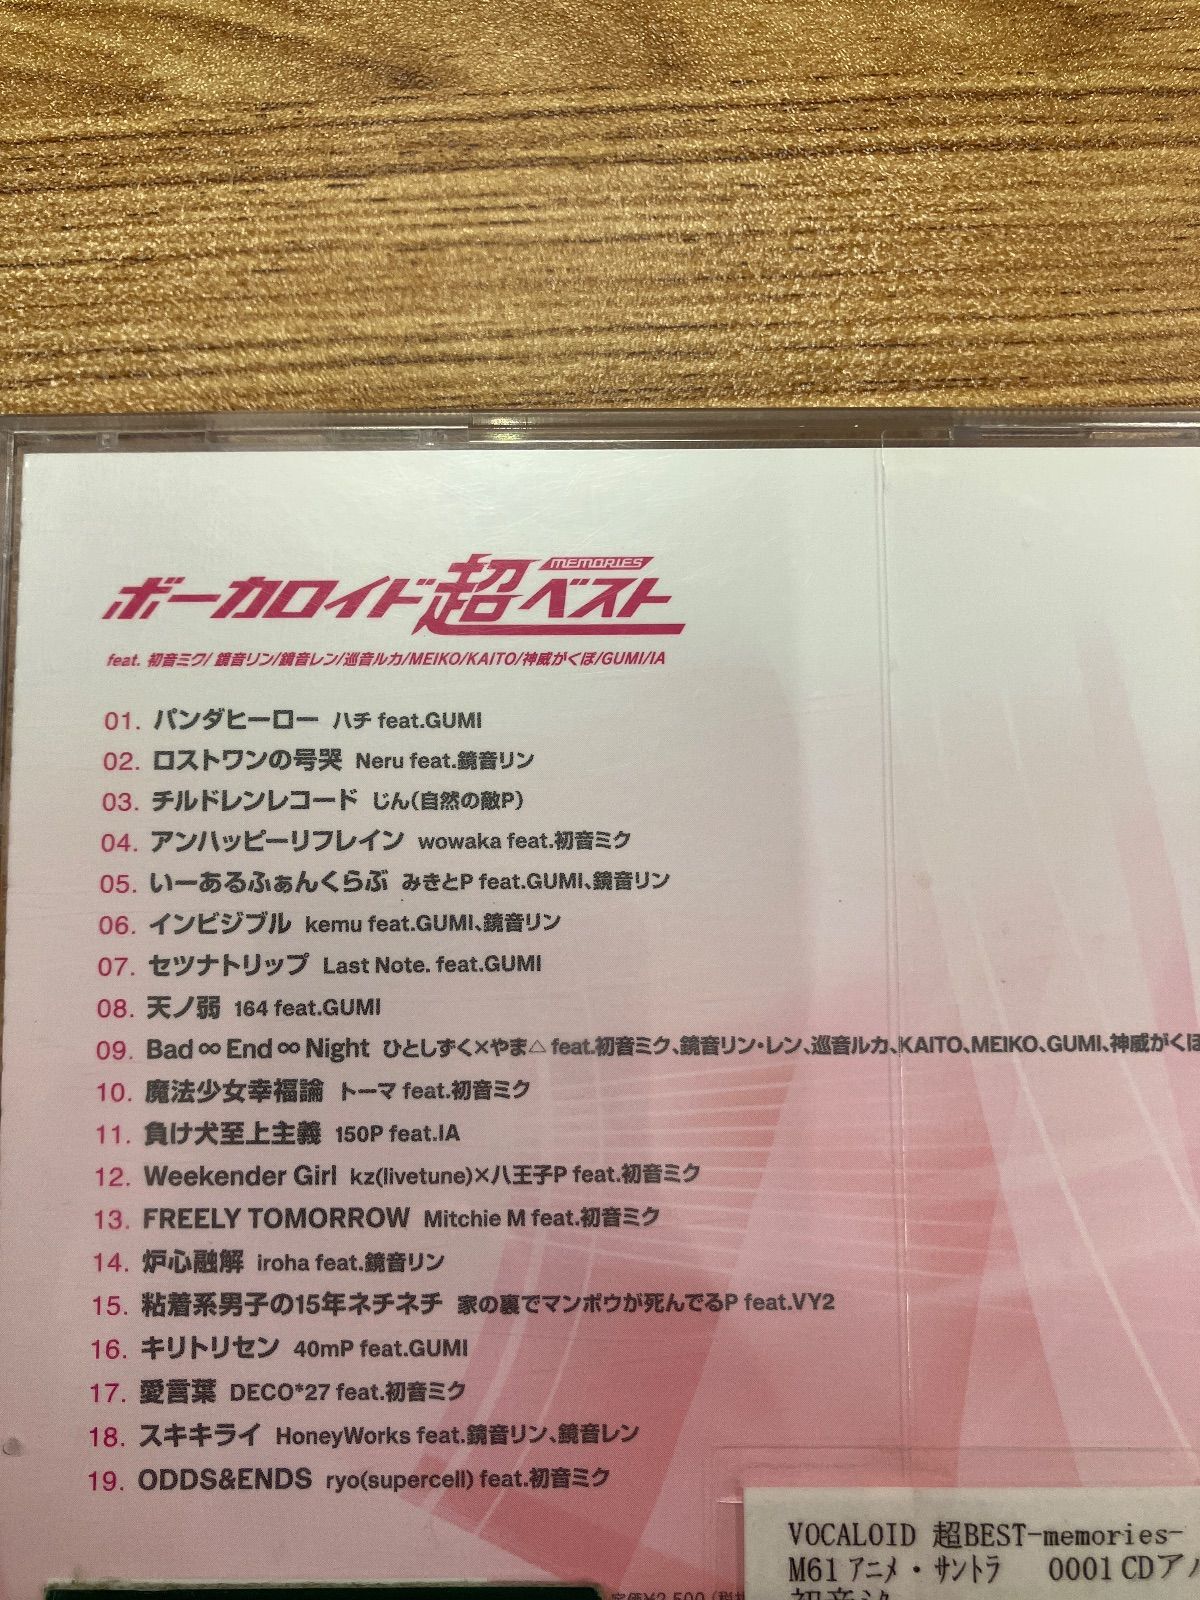 ボーカロイド超ベスト MEMORIES
feat. 初音ミク/鏡音リン/鏡音レン/巡音ルカ/MEIKO/KAITO/神威がくぽ/GUMI/IA
01. パンダヒーロー ハチ feat.GUMI
02. ロストワンの号哭 Neru feat.鏡音リン
03. チルドレンレコード じん(自然の敵P)
04. アンハッピーリフレイン wowaka feat.初音ミク
05. いーあるふぁんくらぶ みきとP feat.GUMI、鏡音リン
06. インビジブル kemu feat.GUMI、鏡音リン
07. セツナトリップ Last Note. feat.GUMI
08. 天ノ弱 164 feat.GUMI
09. Bad∞End∞Night ひとしずく×やま△ feat.初音ミク、鏡音リン・レン、巡音ルカ、KAITO、MEIKO、GUMI、神威がくぽ
10. 魔法少女幸福論 トーマ feat.初音ミク
11. 負け犬至上主義 150P feat.IA
12. Weekender Girl kz(livetune)×八王子P feat.初音ミク
13. FREELY TOMORROW Mitchie M feat.初音ミク
14. 炉心融解 iroha feat.鏡音リン
15. 粘着系男子の15年ネチネチ 家の裏でマンボウが死んでるP feat.VY2
16. キリトリセン 40mP feat.GUMI
17. 愛言葉 DECO*27 feat.初音ミク
18. スキキライ HoneyWorks feat.鏡音リン、鏡音レン
19. ODDS&ENDS ryo(supercell) feat.初音ミク
VOCALOID 超BEST-memories-
M61 アニメ・サントラ 0001 CDアル
初音ミク
定価¥2,500(税